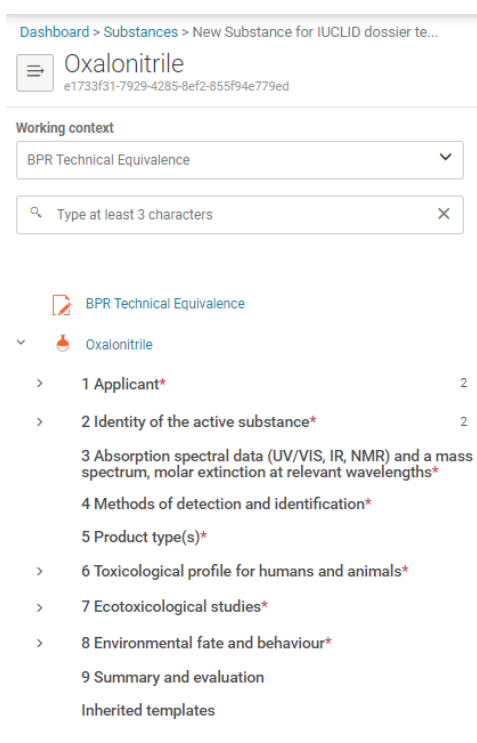 Dashboard > Substances > New Substance for IUCLID dossier te...
Oxalonitrile
e1733f31-7929-4285-8ef2-855f94e779ed
Working context
BPR Technical Equivalence
Type at least 3 characters
BPR Technical Equivalence
Oxalonitrile
1 Applicant* 2
2 Identity of the active substance* 2
3 Absorption spectral data (UV/VIS, IR, NMR) and a mass
spectrum, molar extinction at relevant wavelengths*
4 Methods of detection and identification*
5 Product type(s)*
6 Toxicological profile for humans and animals*
7 Ecotoxicological studies*
8 Environmental fate and behaviour*
9 Summary and evaluation
Inherited templates